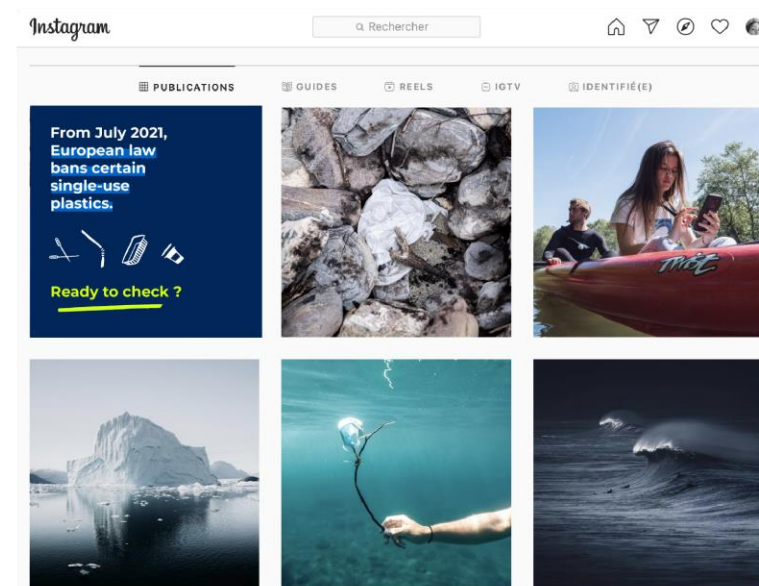 Instagram
Rechercher
PUBLICATIONS GUIDES REELS IGTV IDENTIFIÉ(E)
From July 2021,
European law
bans certain
single-use
plastics.
Ready to check ?